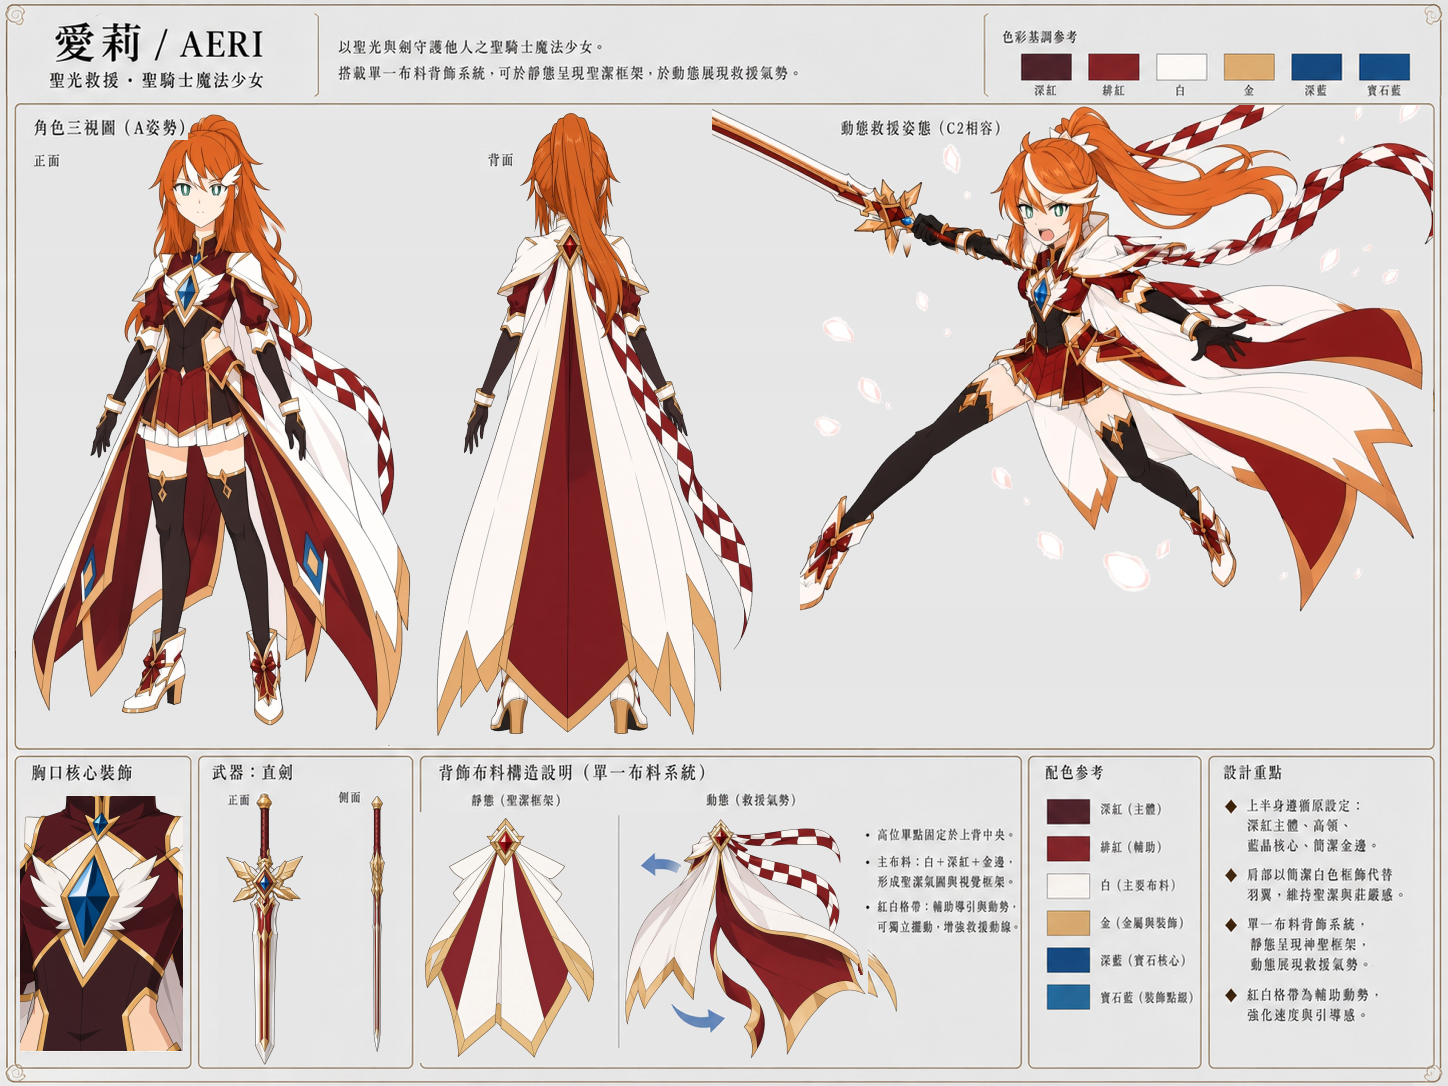 愛莉 / AERI
聖光救援・聖騎士魔法少女
以聖光與劍守護他人之聖騎士魔法少女。
搭載單一布料背飾系統，可於靜態呈現聖潔框架，於動態展現救援氣勢。
色彩基調參考
深紅
緋紅
白
金
深藍
寶石藍
角色三視圖（A姿勢）
正面
背面
動態救援姿態（C2相容）
胸口核心裝飾
武器：直劍
正面
側面
背飾布料構造設明（單一布料系統）
靜態（聖潔框架）
動態（救援氣勢）
• 高位單點固定於上背中央。
• 主布料：白＋深紅＋金邊，
形成聖潔氣圍與視覺框架。
• 紅白格帶：輔助導引與動勢，
可獨立擺動，增強救援動線。
配色參考
深紅（主體）
緋紅（輔助）
白（主要布料）
金（金屬與裝飾）
深藍（寶石核心）
寶石藍（裝飾點綴）
設計重點
◆ 上半身遵循原設定：
深紅主體、高領、
藍晶核心、簡潔金邊。
◆ 肩部以簡潔白色框飾代替
羽翼，維持聖潔與莊嚴感。
◆ 單一布料背飾系統，
靜態呈現神聖框架，
動態展現救援氣勢。
◆ 紅白格帶為輔助動勢，
強化速度與引導感。